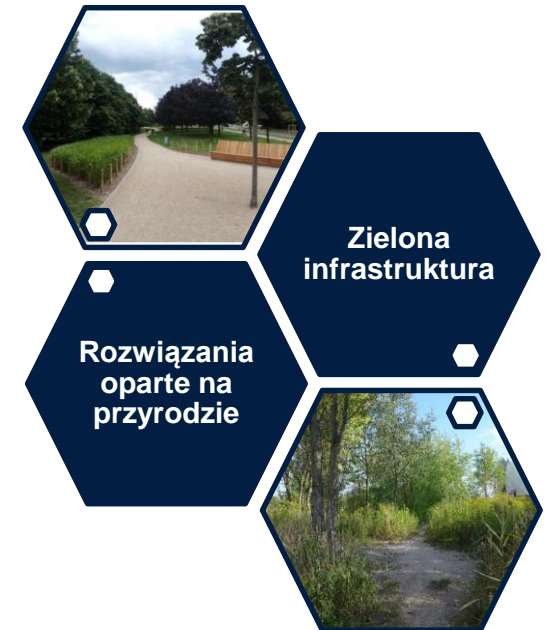 Zielona
infrastruktura
Rozwiązania
oparte na
przyrodzie